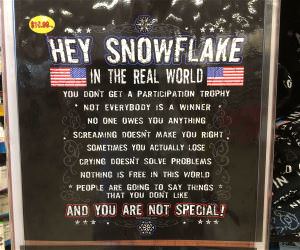 $16.99
HEY SNOWFLAKE
IN THE REAL WORLD
YOU DON'T GET A PARTICIPATION TROPHY
NOT EVERYBODY IS A WINNER
NO ONE OWES YOU ANYTHING
SCREAMING DOESN'T MAKE YOU RIGHT
SOMETIMES YOU ACTUALLY LOSE
CRYING DOESN'T SOLVE PROBLEMS
NOTHING IS FREE IN THIS WORLD
PEOPLE ARE GOING TO SAY THINGS
THAT YOU DON'T LIKE
AND YOU ARE NOT SPECIAL!